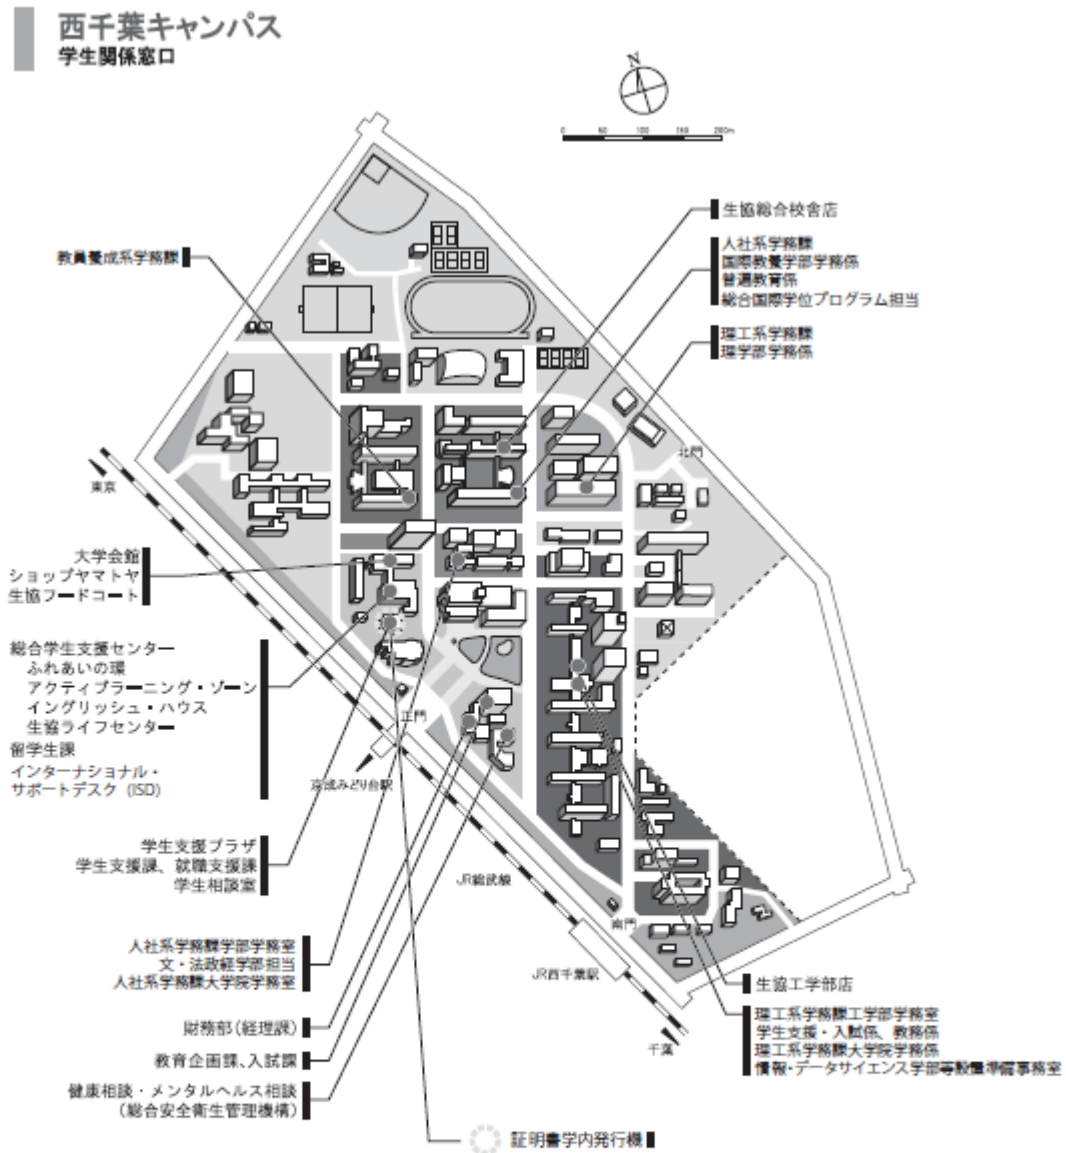 西千葉キャンパス
学生関係窓口
N
0 50 100 150 200m
生協総合校舎店
人社系学務課
国際教養学部学務係
普遍教育係
総合国際学位プログラム担当
理工系学務課
理学部学務係
教員養成系学務課
北門
東京
大学会館
ショップヤマトヤ
生協フードコート
総合学生支援センター
ふれあいの環
アクティブラーニング・ゾーン
イングリッシュ・ハウス
生協ライフセンター
留学生課
インターナショナル・
サポートデスク (ISD)
正門
京成みどり台駅
学生支援プラザ
学生支援課、就職支援課
学生相談室
JR総武線
南門
JR西千葉駅
千葉
人社系学務課学部学務室
文・法政経学部担当
人社系学務課大学院学務室
財務部(経理課)
教育企画課、入試課
健康相談・メンタルヘルス相談
(総合安全衛生管理機構)
生協工学部店
理工系学務課工学部学務室
学生支援・入試係、教務係
理工系学務課大学院学務係
情報・データサイエンス学部等設置準備事務室
証明書学内発行機